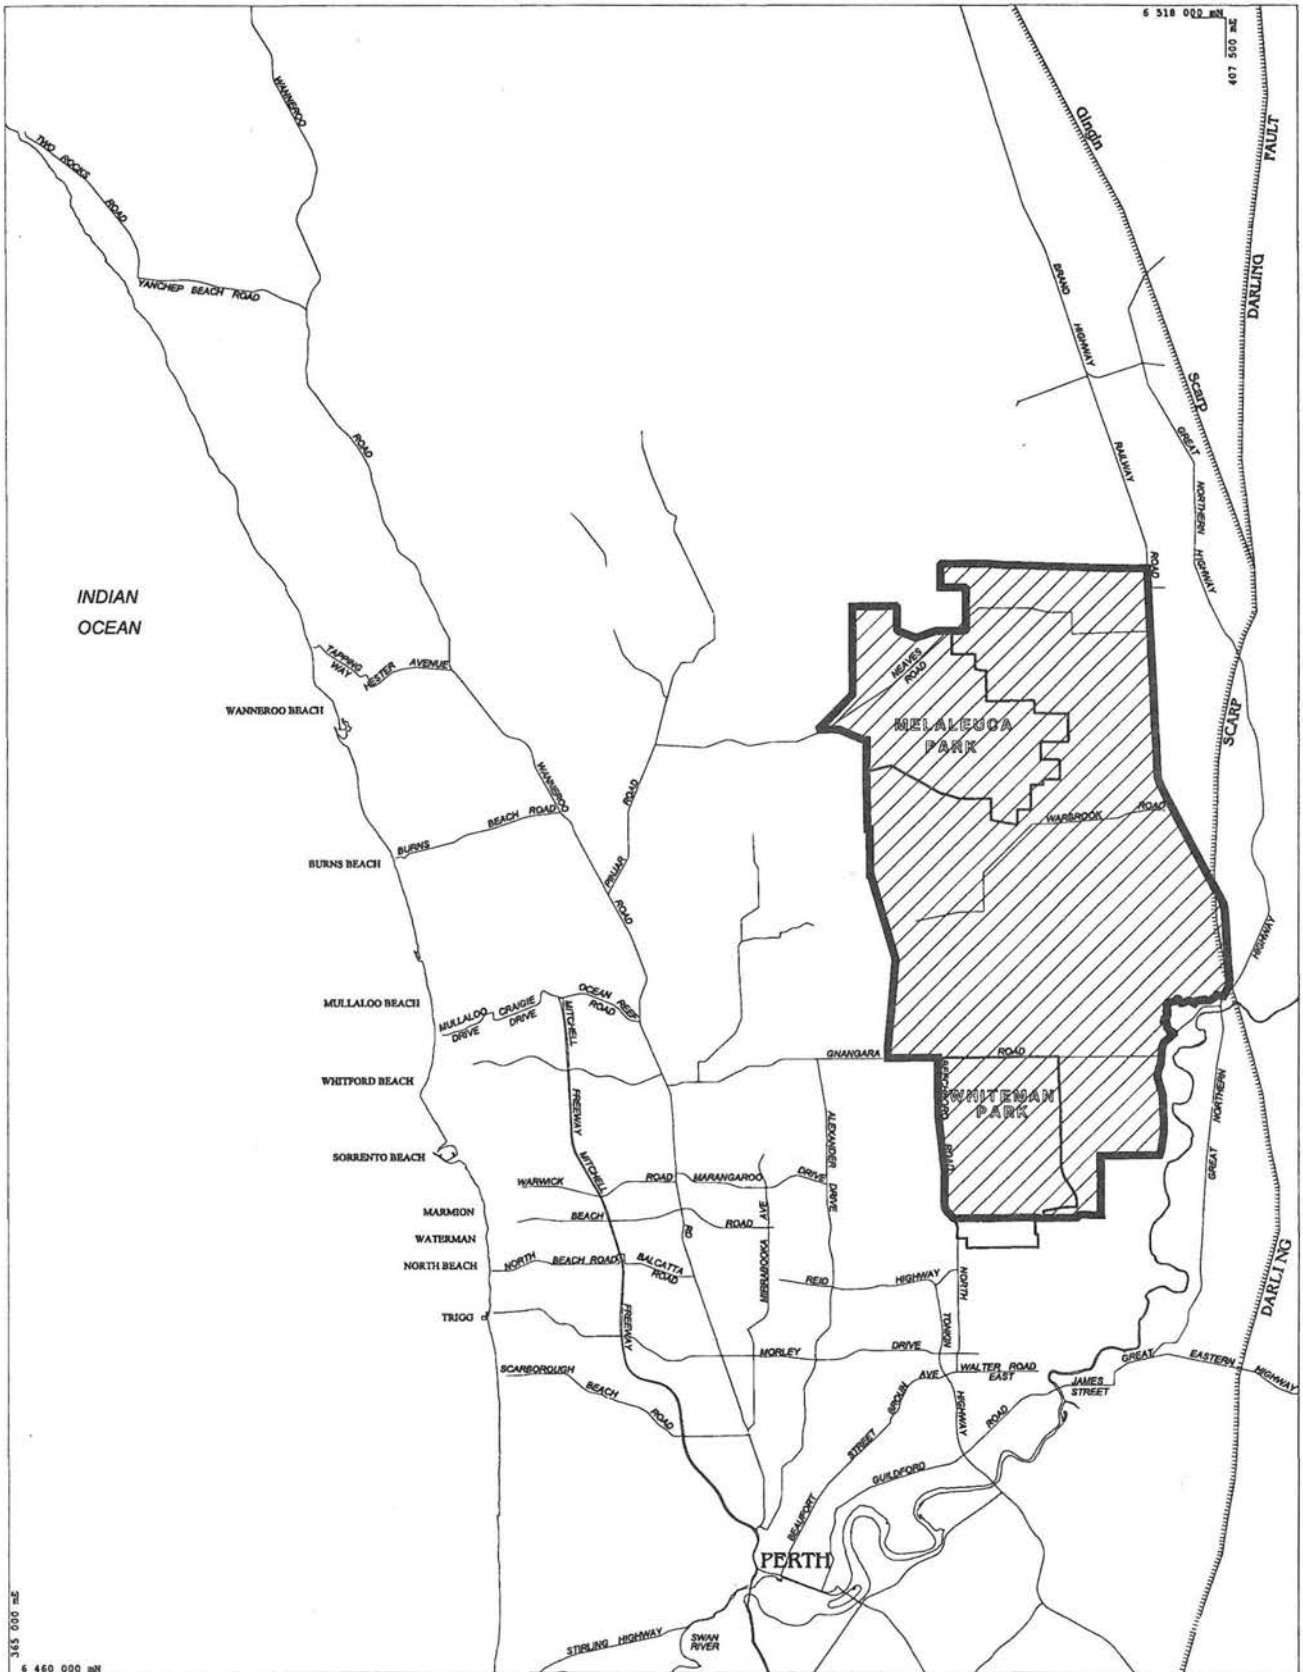 6 518 000 mN
407 500 mE
WANNEROO
Gingin
FAULT
TWO ROCKS
ROAD
DARLING
YANCHEP BEACH ROAD
BRAND
HIGHWAY
Scarp
ROAD
GREAT
RAILWAY
NORTHERN
HIGHWAY
ROAD
INDIAN
OCEAN
TAPPING
WAY
HESTER AVENUE
HEAVES
ROAD
WANNEROO BEACH
MELALEUCA
PARK
SCARP
WANNEROO
ROAD
BURNS BEACH ROAD
WARBROOK ROAD
BURNS BEACH
PINJAR
ROAD
HIGHWAY
MULLALOO BEACH
MULLALOO
DRIVE
CRAIGIE
DRIVE
OCEAN REEF
ROAD
MITCHELL
GNANGARA ROAD
WHITFORD BEACH
FREEWAY
BEECHBORO
WHITEMAN
PARK
NORTHERN
ALEXANDER
SORRENTO BEACH
MITCHELL
ROAD
GREAT
WARWICK ROAD MARANGAROO DRIVE
DRIVE
MARMION
BEACH ROAD
AVE
WATERMAN
RD
NORTH BEACH
NORTH BEACH ROAD
BALCATTA
ROAD
MIRRABOOKA
REID HIGHWAY
NORTH
DARLING
TRIGG
FREEWAY
TONKIN
MORLEY DRIVE
GREAT EASTERN HIGHWAY
SCARBOROUGH
BEACH
ROAD
BROUN AVE
WALTER ROAD
EAST
JAMES
STREET
HIGHWAY
ROAD
STREET
GUILDFORD
BEAUFORT
PERTH
365 000 mE
STIRLING HIGHWAY
SWAN
RIVER
6 460 000 mN